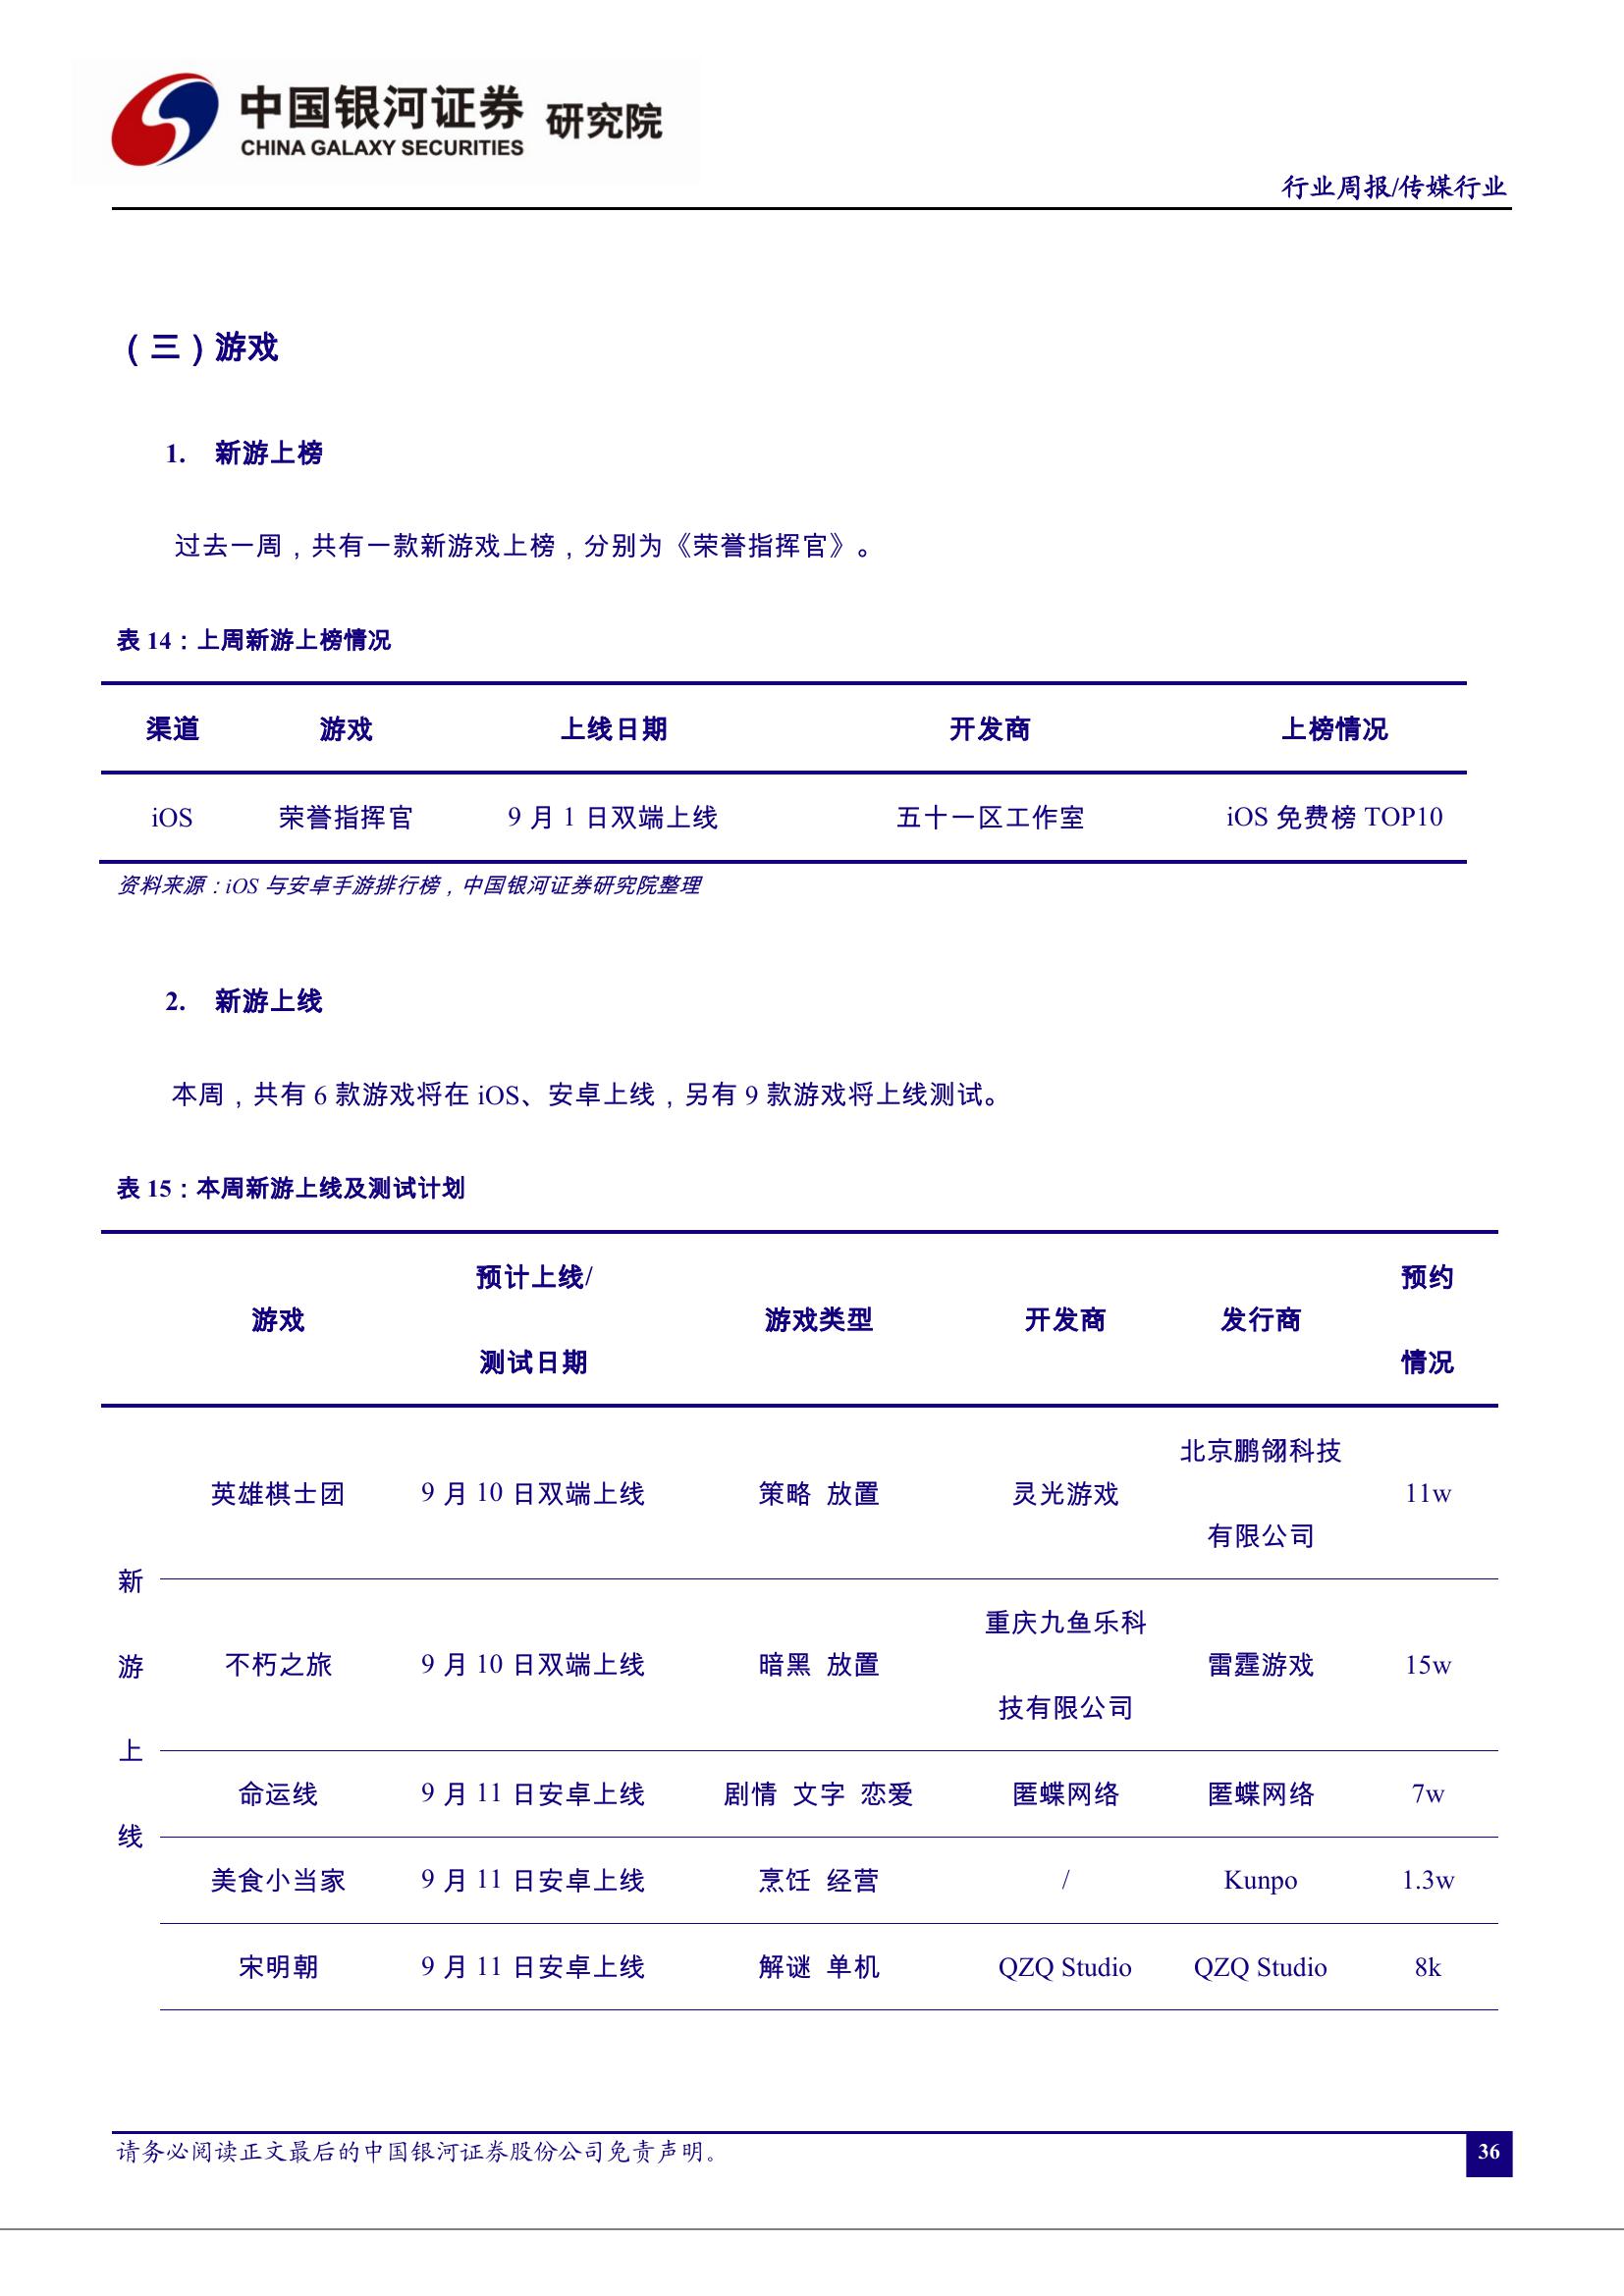 中国银河证券 研究院
CHINA GALAXY SECURITIES
行业周报/传媒行业
（三）游戏
1. 新游上榜
过去一周，共有一款新游戏上榜，分别为《荣誉指挥官》。
表 14：上周新游上榜情况
渠道 游戏 上线日期 开发商 上榜情况
iOS 荣誉指挥官 9 月 1 日双端上线 五十一区工作室 iOS 免费榜 TOP10
资料来源：iOS 与安卓手游排行榜，中国银河证券研究院整理
2. 新游上线
本周，共有 6 款游戏将在 iOS、安卓上线，另有 9 款游戏将上线测试。
表 15：本周新游上线及测试计划
预计上线/ 预约
游戏 游戏类型 开发商 发行商
测试日期 情况
北京鹏翎科技
英雄棋士团 9 月 10 日双端上线 策略 放置 灵光游戏 11w
有限公司
新
重庆九鱼乐科
游 不朽之旅 9 月 10 日双端上线 暗黑 放置 雷霆游戏 15w
技有限公司
上
命运线 9 月 11 日安卓上线 剧情 文字 恋爱 匿蝶网络 匿蝶网络 7w
线
美食小当家 9 月 11 日安卓上线 烹饪 经营 / Kunpo 1.3w
宋明朝 9 月 11 日安卓上线 解谜 单机 QZQ Studio QZQ Studio 8k
请务必阅读正文最后的中国银河证券股份公司免责声明。
36